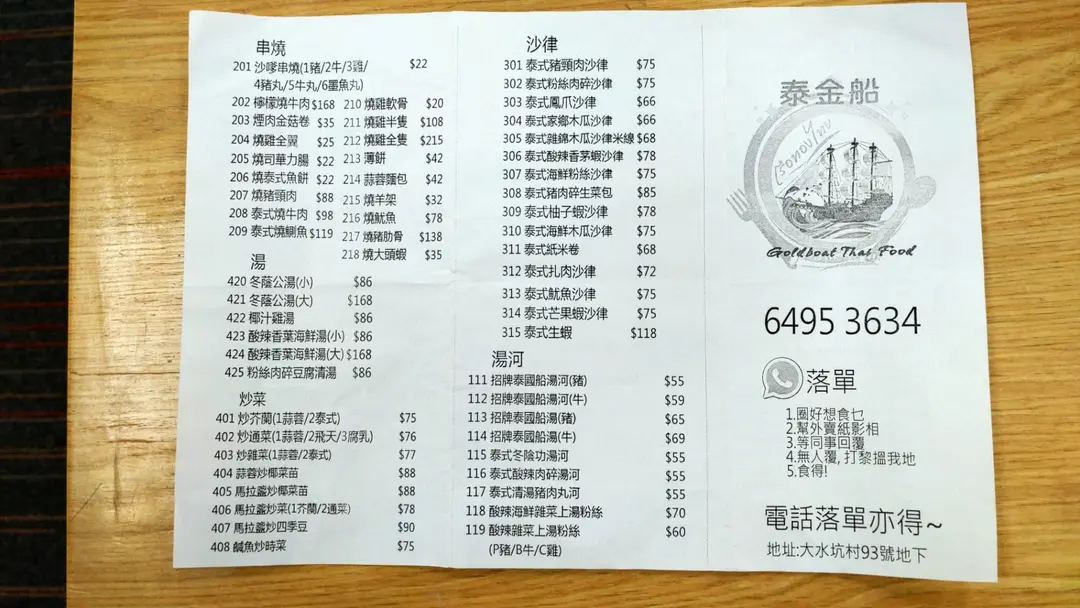 串燒
201 沙嗲串燒(1豬/2牛/3雞/ $22
4豬丸/5牛丸/6墨魚丸)
202 檸檬燒牛肉 $168
203 煙肉金菇卷 $35
204 燒雞全翼 $25
205 燒司華力腸 $22
206 燒泰式魚餅 $22
207 燒豬頸肉 $88
208 泰式燒牛肉 $98
209 泰式燒鯏魚 $119
210 燒雞軟骨 $20
211 燒雞半隻 $108
212 燒雞全隻 $215
213 薄餅 $42
214 蒜蓉麵包 $42
215 燒羊架 $32
216 燒魷魚 $78
217 燒豬肋骨 $138
218 燒大頭蝦 $35
湯
420 冬蔭公湯(小) $86
421 冬蔭公湯(大) $168
422 椰汁雞湯 $86
423 酸辣香葉海鮮湯(小) $86
424 酸辣香葉海鮮湯(大) $168
425 粉絲肉碎豆腐清湯 $86
炒菜
401 炒芥蘭(1蒜蓉/2泰式) $75
402 炒通菜(1蒜蓉/2飛天/3腐乳) $76
403 炒雜菜(1蒜蓉/2泰式) $77
404 蒜蓉炒椰菜苗 $88
405 馬拉盞炒椰菜苗 $88
406 馬拉盞炒菜(1芥蘭/2通菜) $78
407 馬拉盞炒四季豆 $90
408 鹹魚炒時菜 $75
沙律
301 泰式豬頸肉沙律 $75
302 泰式粉絲肉碎沙律 $75
303 泰式鳳爪沙律 $66
304 泰式家鄉木瓜沙律 $66
305 泰式雜錦木瓜沙律米線 $68
306 泰式酸辣香茅蝦沙律 $78
307 泰式海鮮粉絲沙律 $75
308 泰式豬肉碎生菜包 $85
309 泰式柚子蝦沙律 $78
310 泰式海鮮木瓜沙律 $75
311 泰式紙米卷 $68
312 泰式扎肉沙律 $72
313 泰式魷魚沙律 $75
314 泰式芒果蝦沙律 $75
315 泰式生蝦 $118
湯河
111 招牌泰國船湯河(豬) $55
112 招牌泰國船湯河(牛) $59
113 招牌泰國船湯(豬) $65
114 招牌泰國船湯(牛) $69
115 泰式冬陰功湯河 $55
116 泰式酸辣肉碎湯河 $55
117 泰式清湯豬肉丸河 $55
118 酸辣海鮮雜菜上湯粉絲 $70
119 酸辣雜菜上湯粉絲 $60
(P豬/B牛/C雞)
泰金船
เรือทองไทย
Goldboat Thai Food
6495 3634
落單
1.圈好想食乜
2.幫外賣紙影相
3.等同事回覆
4.無人覆, 打黎搵我地
5.食得!
電話落單亦得~
地址:大水坑村93號地下